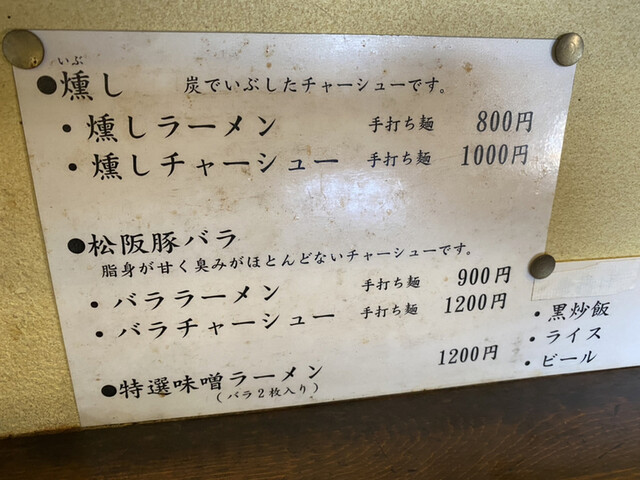 いぶ
●燻し 炭でいぶしたチャーシューです。
・燻しラーメン 手打ち麺 800円
・燻しチャーシュー 手打ち麺 1000円
●松阪豚バラ
脂身が甘く臭みがほとんどないチャーシューです。
・バララーメン 手打ち麺 900円
・バラチャーシュー 手打ち麺 1200円
●特選味噌ラーメン 1200円
(バラ2枚入り)
・黒炒飯
・ライス
・ビール